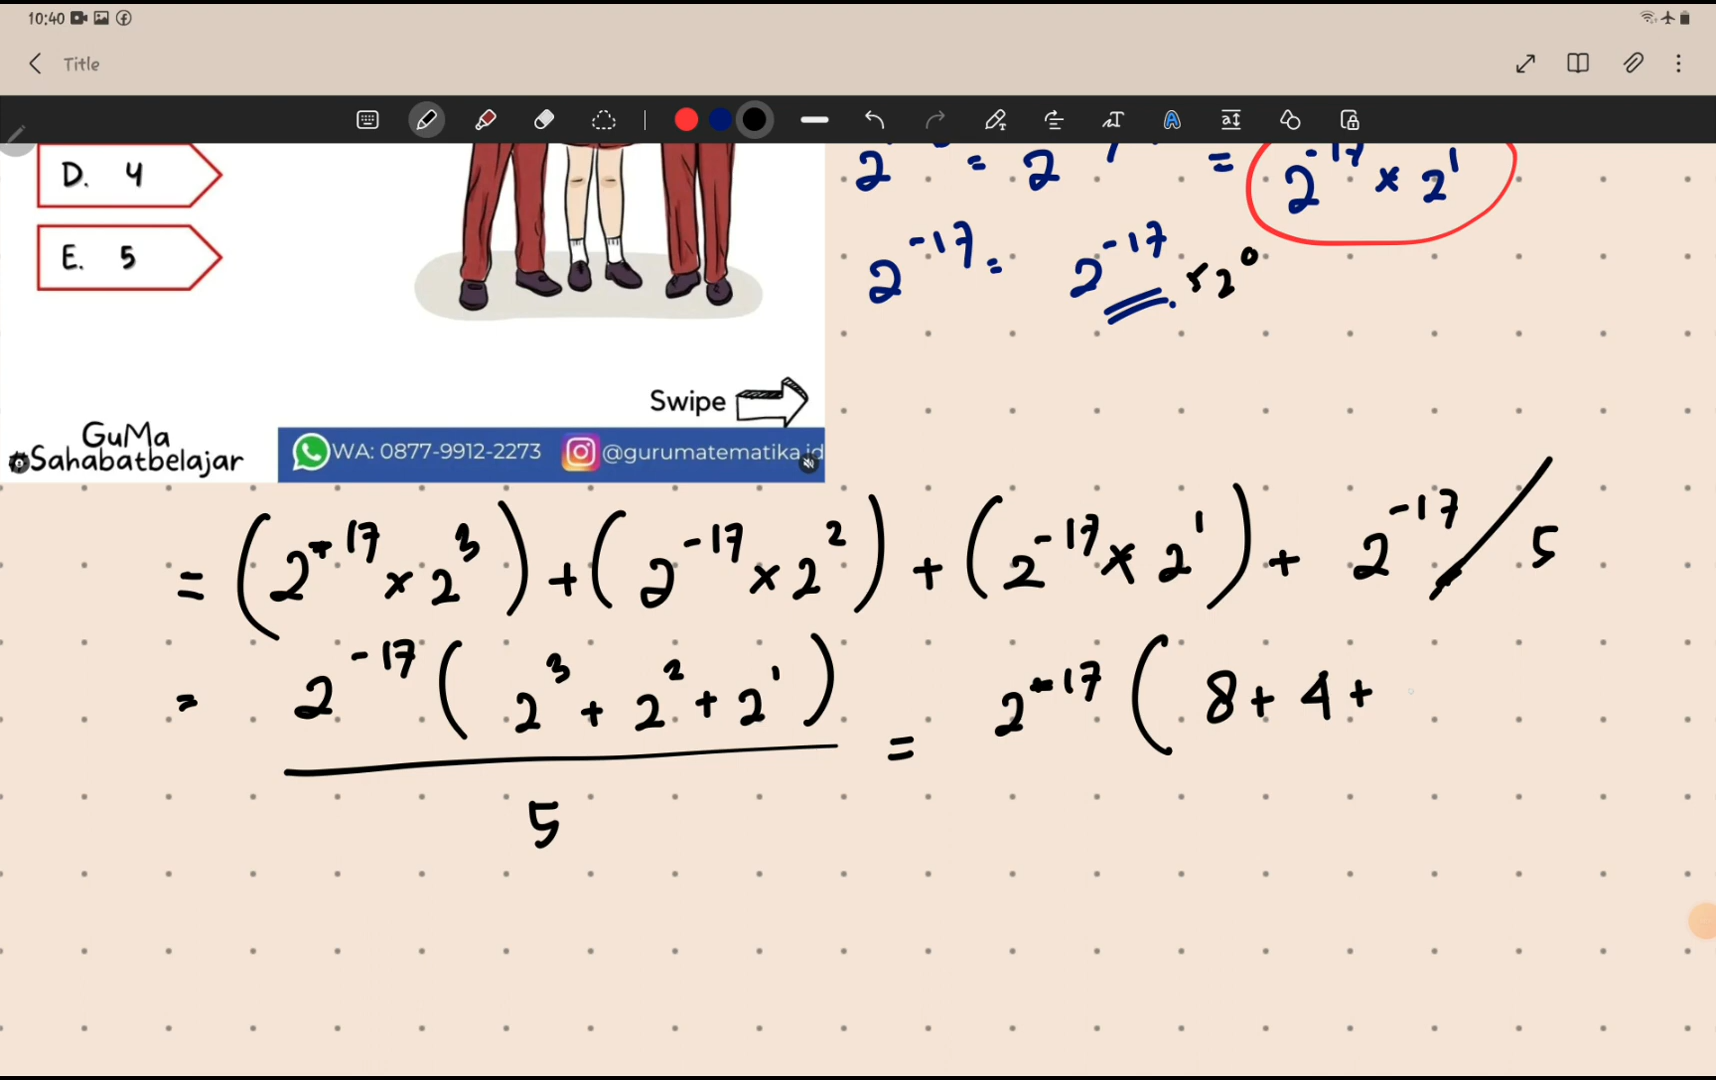 10:40
Title
D. 4
E. 5
2 = 2 = 2^-17 × 2^1
2^-17 = 2^-17 × 2^0
Swipe
GuMa
Sahabatbelajar
WA: 0877-9912-2273 @gurumatematika.id
= (2^-17 × 2^3) + (2^-17 × 2^2) + (2^-17 × 2^1) + 2^-17 / 5
= 2^-17 (2^3 + 2^2 + 2^1) = 2^-17 (8 + 4 +
5